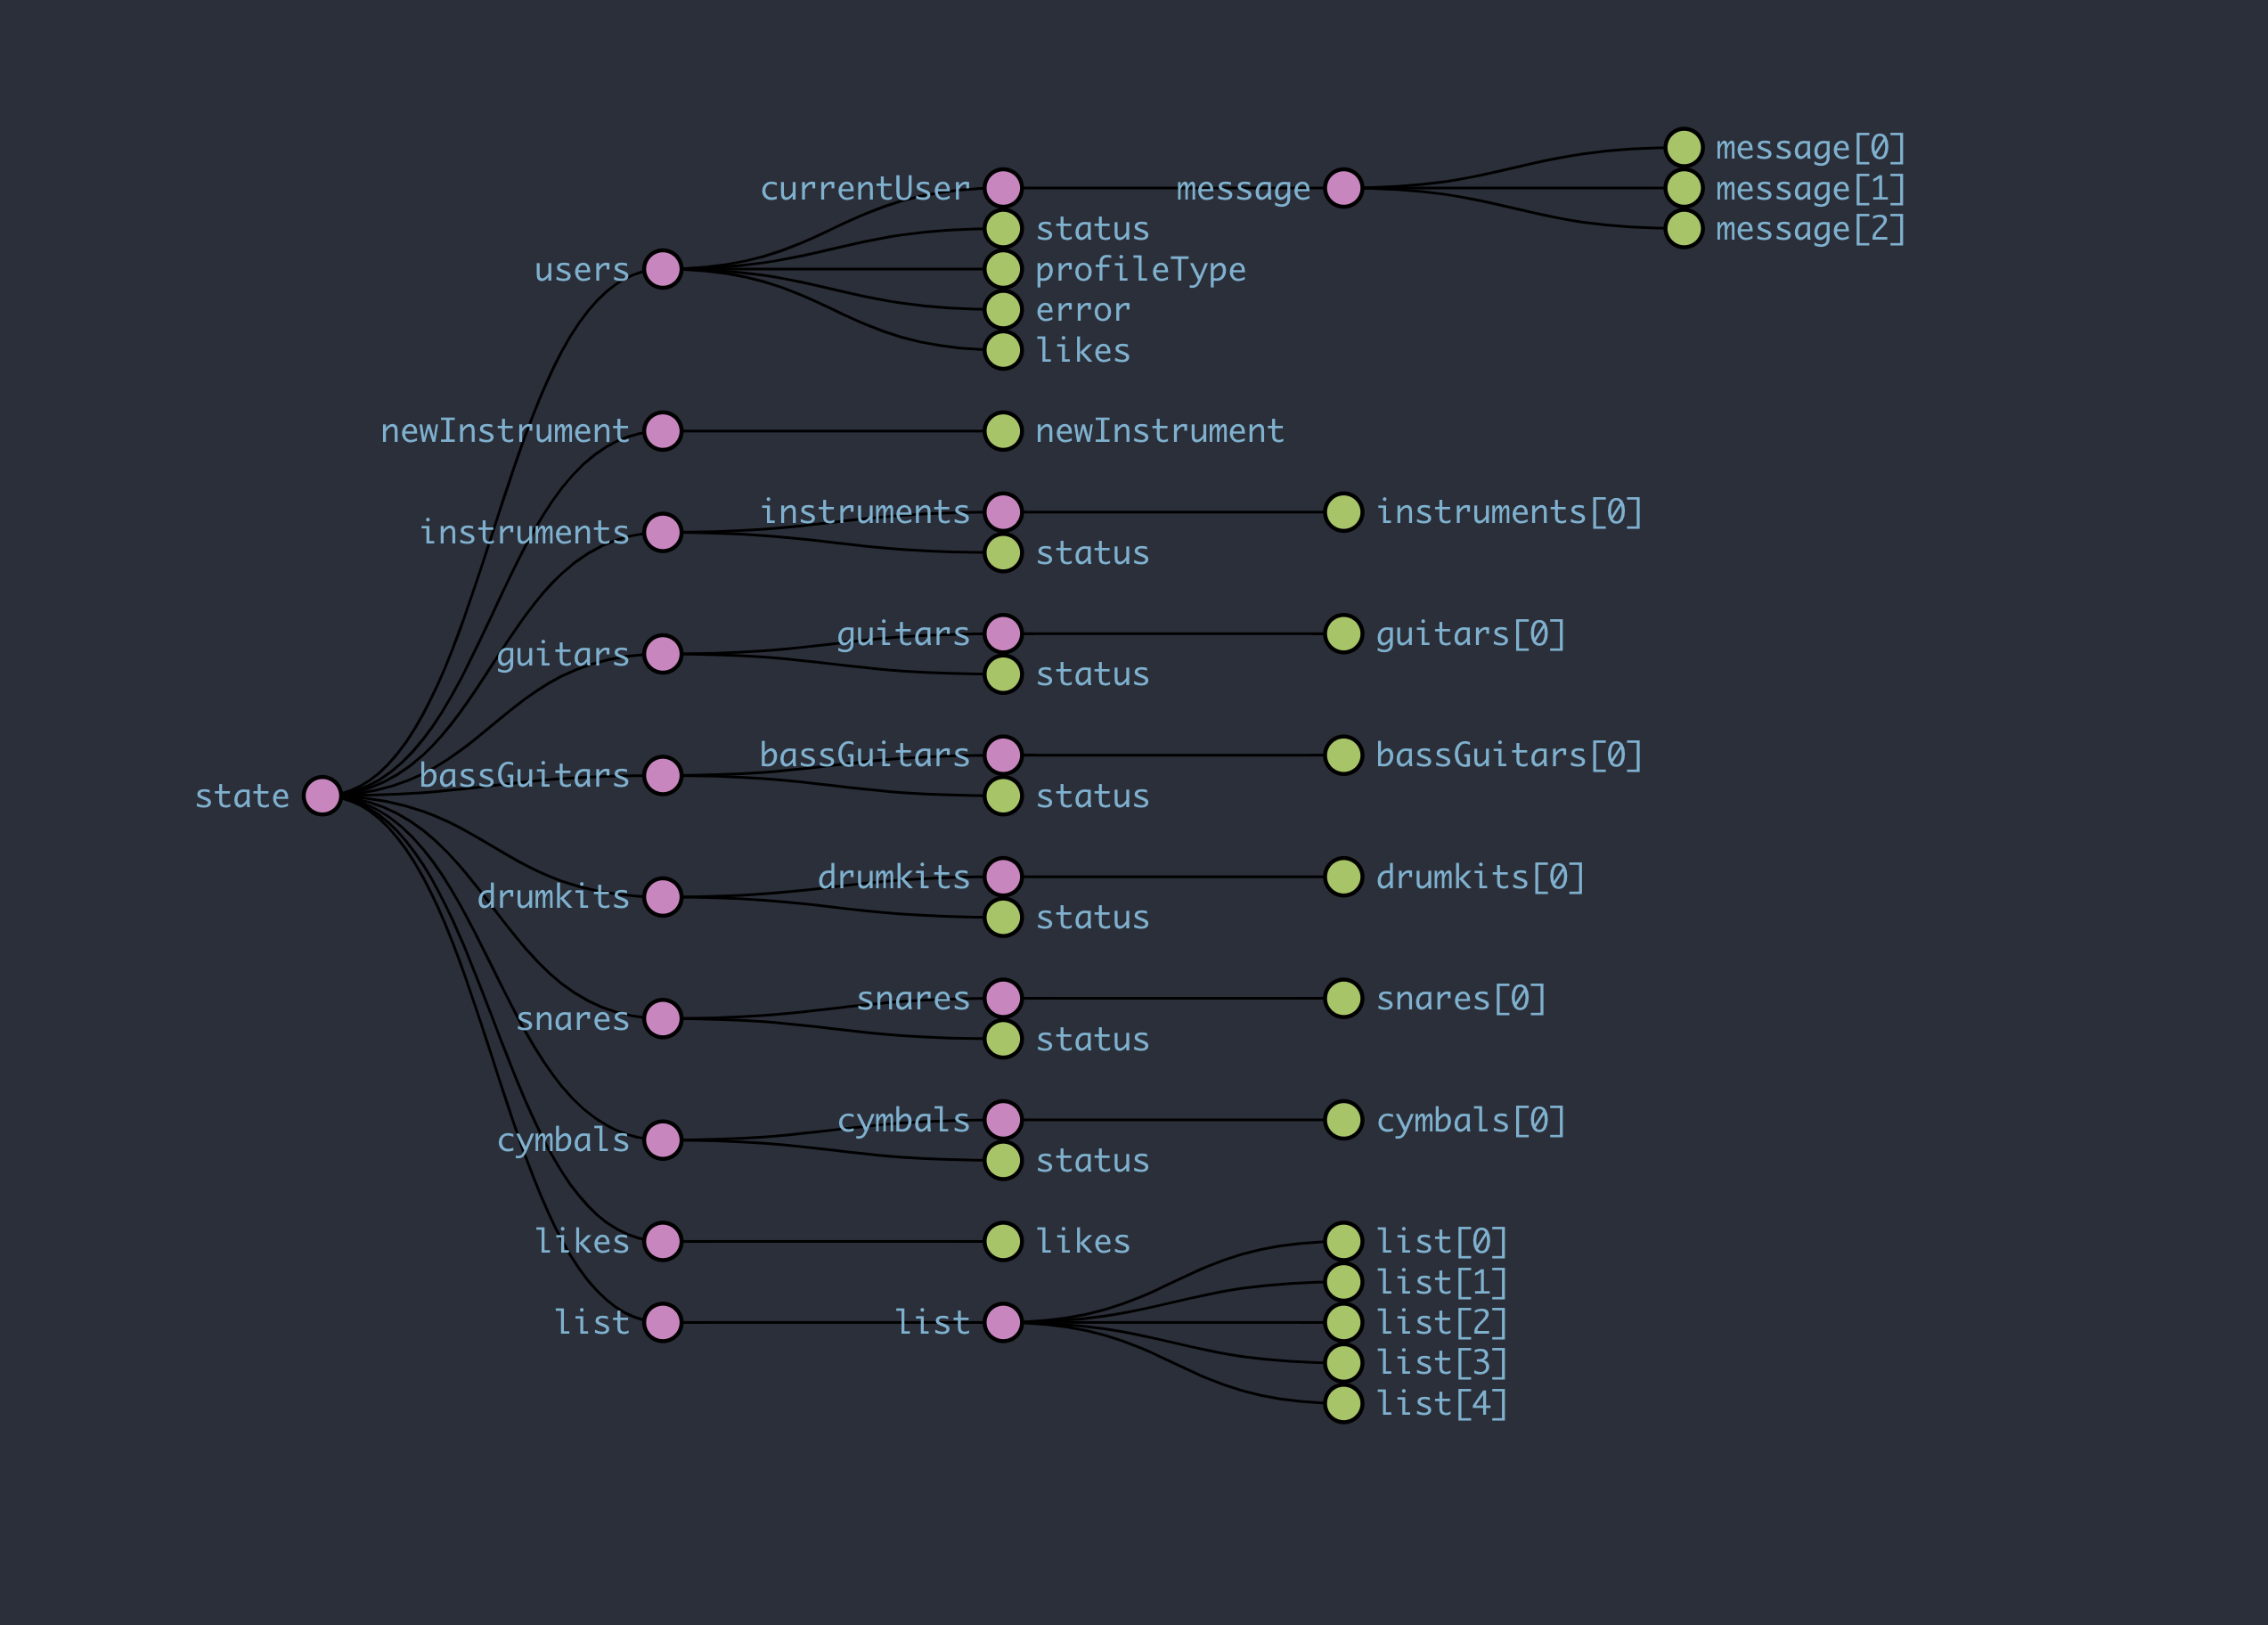 message[0]
currentUser message message[1]
status message[2]
users profileType
error
likes
newInstrument newInstrument
instruments instruments[0]
instruments
status
guitars guitars[0]
guitars
status
bassGuitars bassGuitars[0]
bassGuitars
state status
drumkits drumkits[0]
drumkits
status
snares snares[0]
snares
status
cymbals cymbals[0]
cymbals
status
likes likes list[0]
list[1]
list list list[2]
list[3]
list[4]